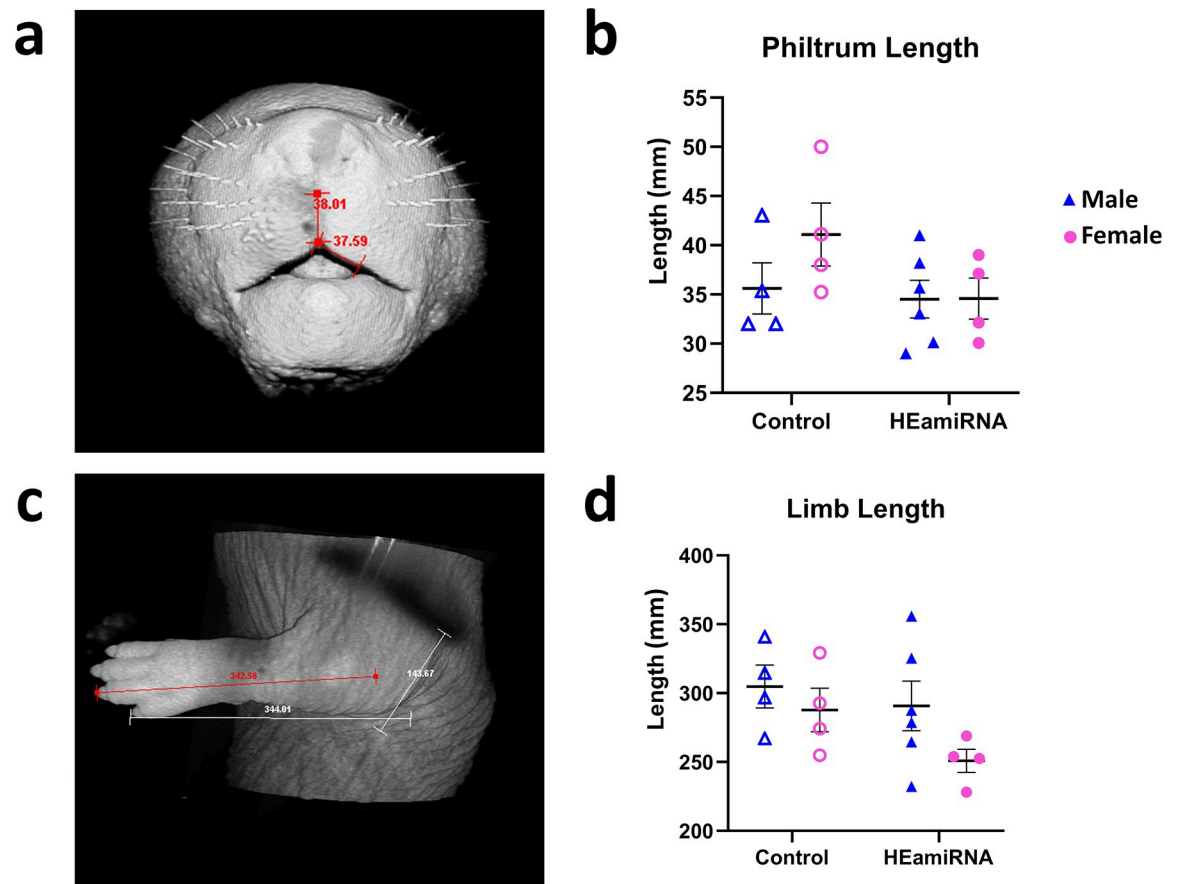 a
38.01
37.59
b
Philtrum Length
Length (mm)
55
50
45
40
35
30
25
Control
HEamiRNA
Male
Female
c
342.58
143.67
344.01
d
Limb Length
Length (mm)
400
350
300
250
200
Control
HEamiRNA